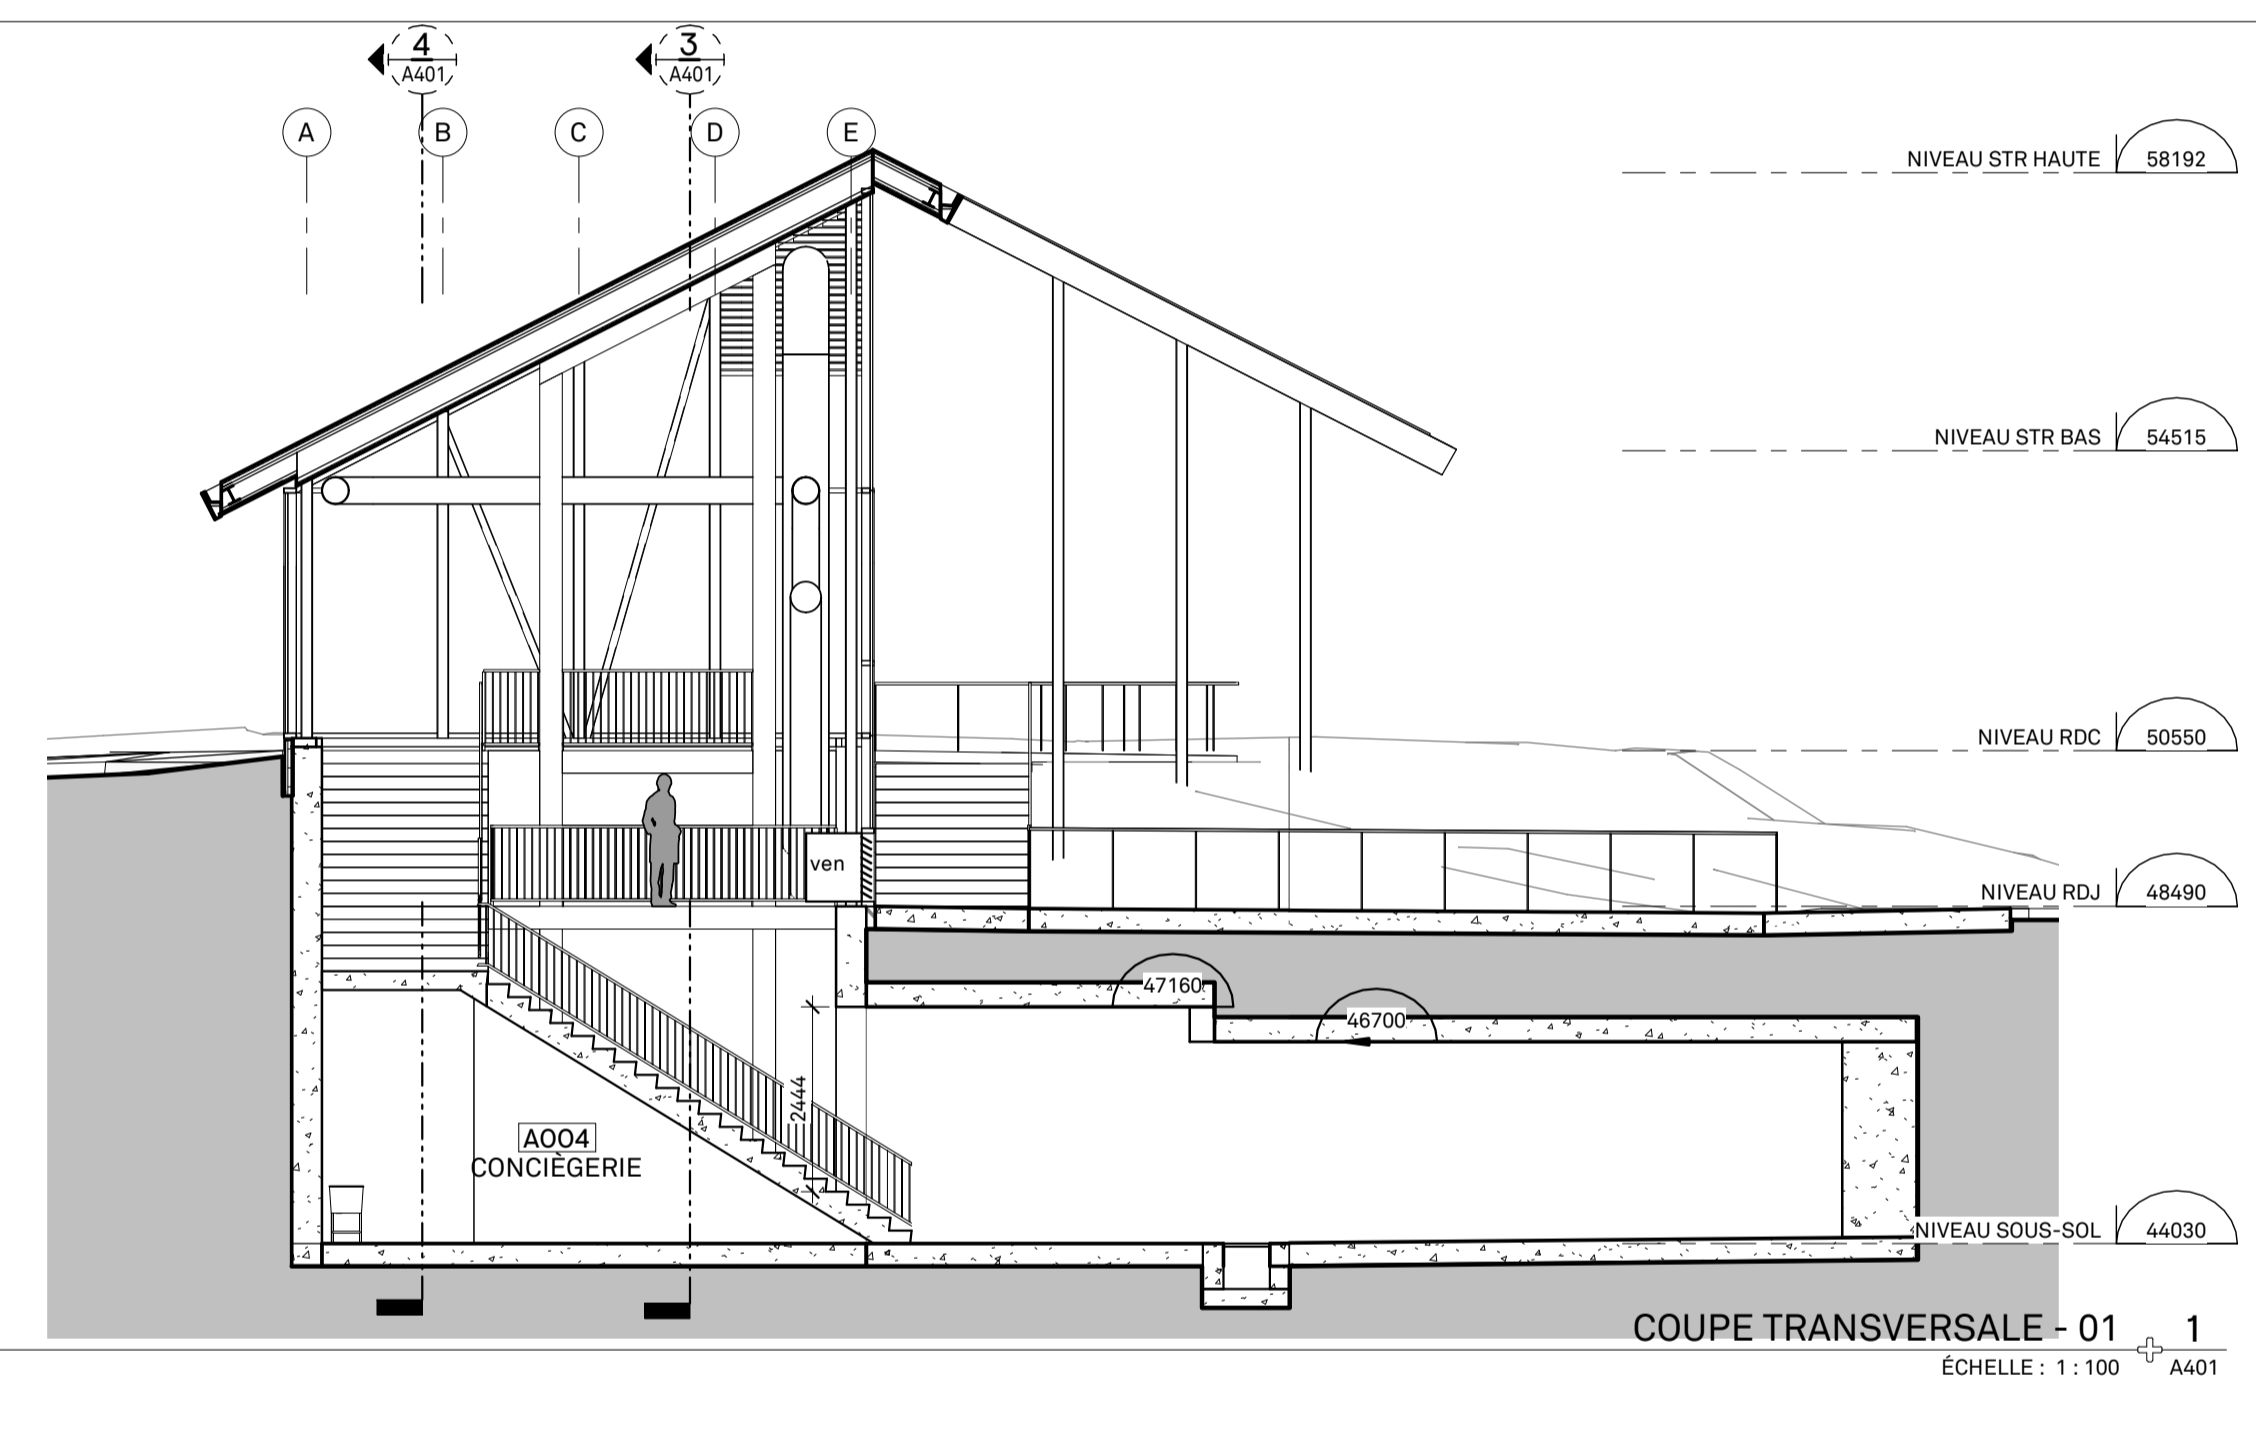 4
A401
3
A401
A
B
C
D
E
NIVEAU STR HAUTE 58192
NIVEAU STR BAS 54515
NIVEAU RDC 50550
ven
NIVEAU RDJ 48490
47160
46700
2444
A004
CONCIÈGERIE
NIVEAU SOUS-SOL 44030
COUPE TRANSVERSALE - 01 1
ÉCHELLE : 1 : 100 A401